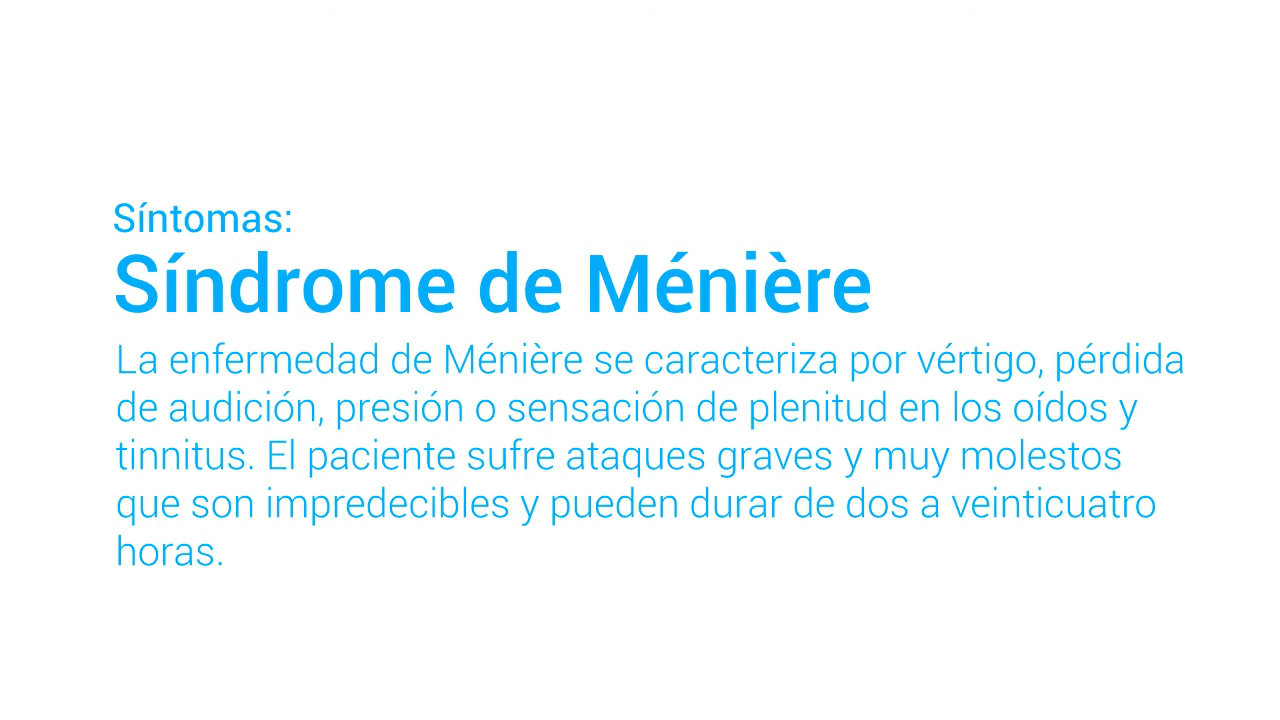 Síntomas:
Síndrome de Ménière
La enfermedad de Ménière se caracteriza por vértigo, pérdida
de audición, presión o sensación de plenitud en los oídos y
tinnitus. El paciente sufre ataques graves y muy molestos
que son impredecibles y pueden durar de dos a veinticuatro
horas.